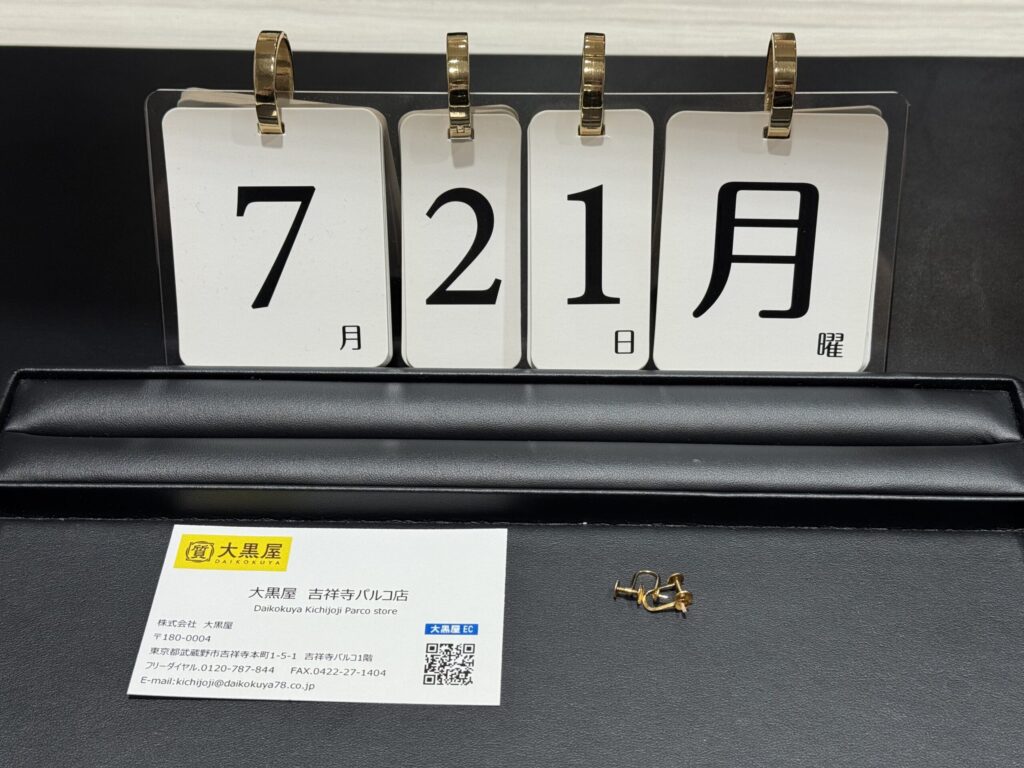 7月
21日
月曜
質 大黒屋
DAIKOKUYA
大黒屋 吉祥寺パルコ店
Daikokuya Kichijoji Parco store
株式会社 大黒屋
〒180-0004
東京都武蔵野市吉祥寺本町1-5-1 吉祥寺パルコ1階
フリーダイヤル.0120-787-844 FAX.0422-27-1404
E-mail:kichijoji@daikokuya78.co.jp
大黒屋 EC